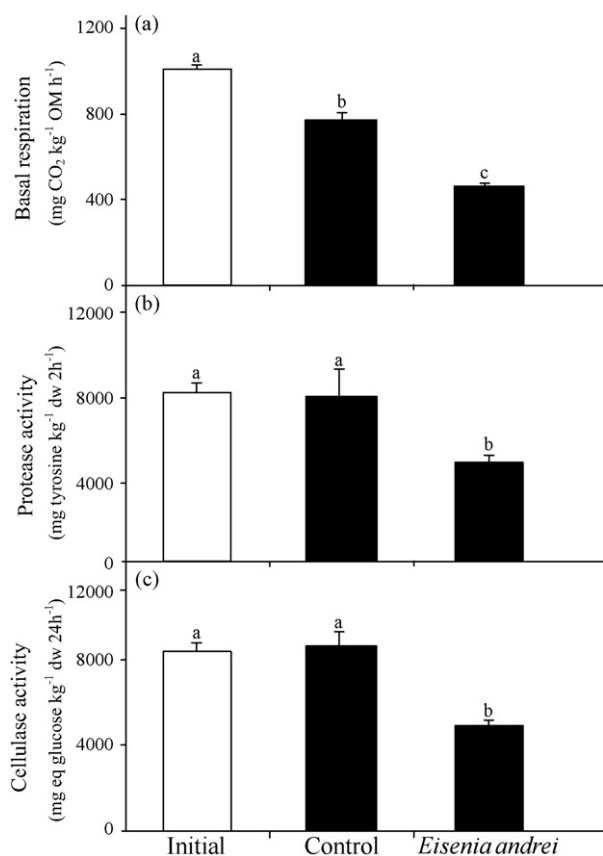 (a)
1200
800
400
0
Basal respiration
(mg CO₂ kg⁻¹ OM h⁻¹)
a
b
c
(b)
12000
8000
4000
0
Protease activity
(mg tyrosine kg⁻¹ dw 2h⁻¹)
a
a
b
(c)
12000
8000
4000
0
Cellulase activity
(mg eq glucose kg⁻¹ dw 24h⁻¹)
a
a
b
Initial Control Eisenia andrei